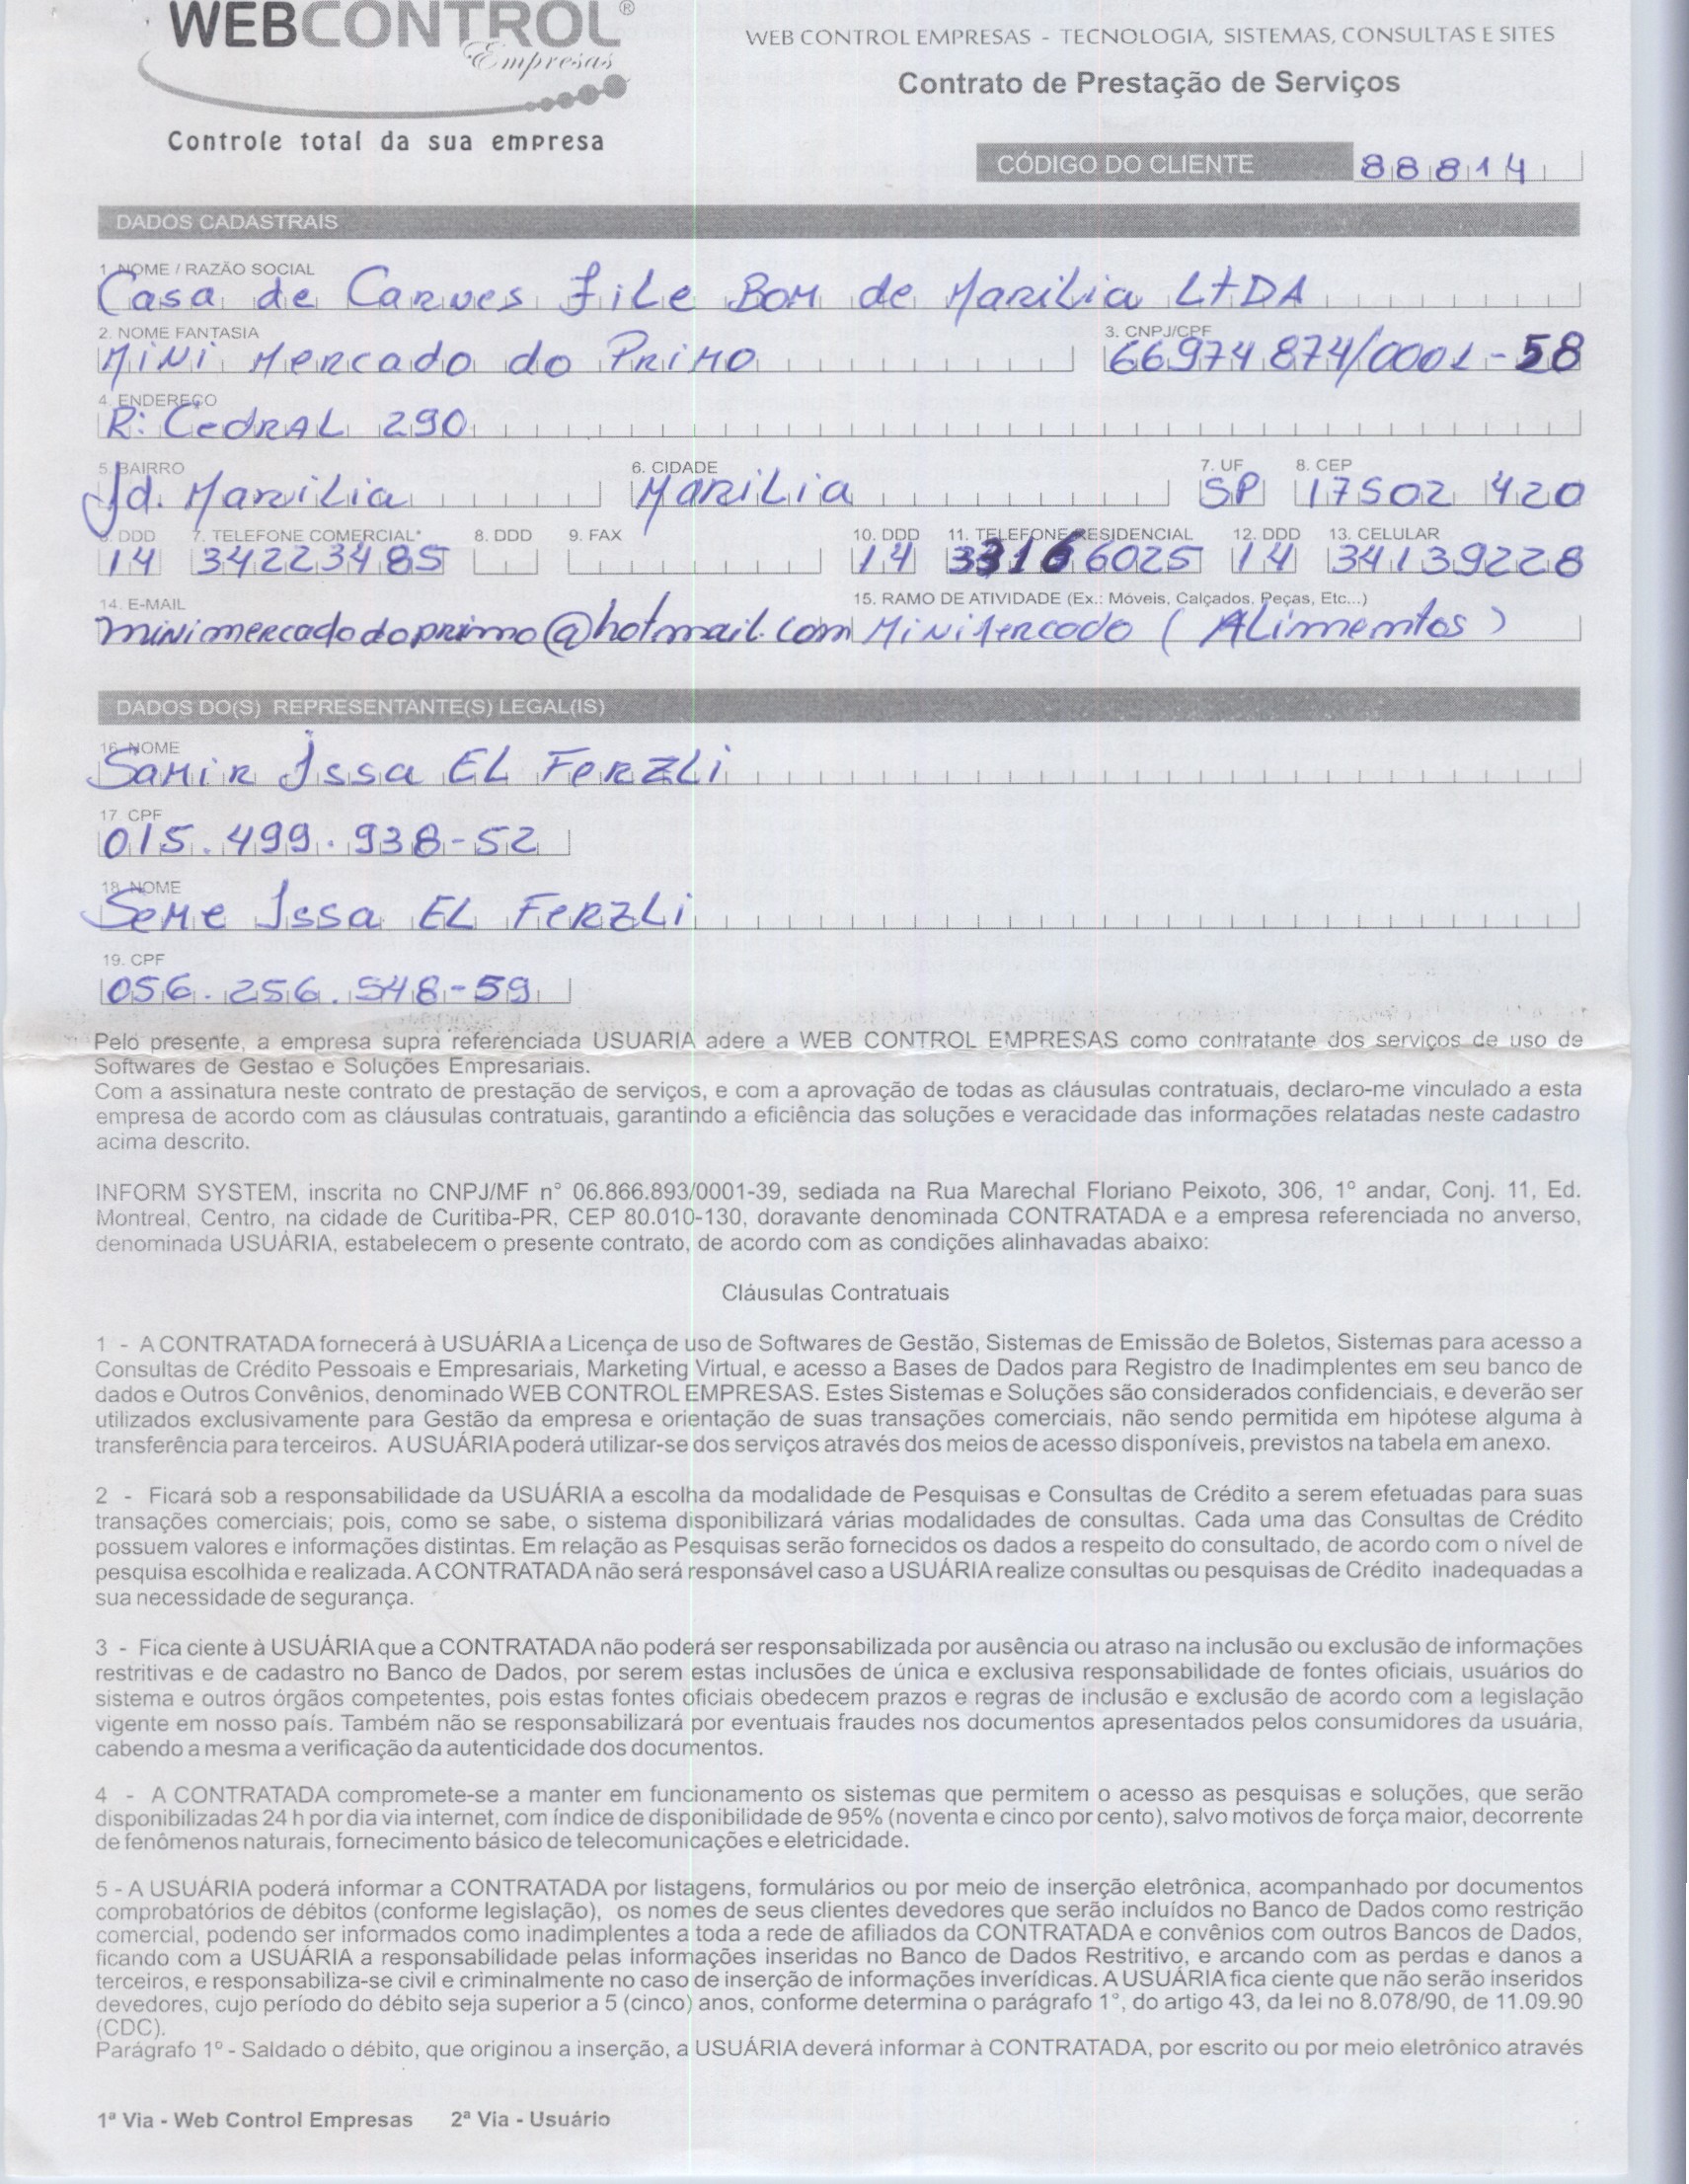 WEBCONTROL®
Empresas
Controle total da sua empresa
WEB CONTROL EMPRESAS - TECNOLOGIA, SISTEMAS, CONSULTAS E SITES
Contrato de Prestação de Serviços
CÓDIGO DO CLIENTE 88814
DADOS CADASTRAIS
1. NOME / RAZÃO SOCIAL
Casa de Carnes File Bom de Marilia LtDA
2. NOME FANTASIA 3. CNPJ/CPF
Mini Mercado do Primo 66974874/0001-58
4. ENDEREÇO
R: Cedral 290
5. BAIRRO 6. CIDADE 7. UF 8. CEP
Jd. Marilia Marilia SP 17502 420
6. DDD 7. TELEFONE COMERCIAL* 8. DDD 9. FAX 10. DDD 11. TELEFONE RESIDENCIAL 12. DDD 13. CELULAR
14 34223485 14 33166025 14 34139228
14. E-MAIL 15. RAMO DE ATIVIDADE (Ex.: Móveis, Calçados, Peças, Etc...)
minimercadodoprimo@hotmail.com MiniMercado (Alimentos)
DADOS DO(S) REPRESENTANTE(S) LEGAL(IS)
16. NOME
Samir Issa EL Ferzli
17. CPF
015.499.938-52
18. NOME
Seme Issa EL Ferzli
19. CPF
056.256.548-59
Pelo presente, a empresa supra referenciada USUARIA adere a WEB CONTROL EMPRESAS como contratante dos serviços de uso de
Softwares de Gestao e Soluções Empresariais.
Com a assinatura neste contrato de prestação de serviços, e com a aprovação de todas as cláusulas contratuais, declaro-me vinculado a esta
empresa de acordo com as cláusulas contratuais, garantindo a eficiência das soluções e veracidade das informações relatadas neste cadastro
acima descrito.
INFORM SYSTEM, inscrita no CNPJ/MF n° 06.866.893/0001-39, sediada na Rua Marechal Floriano Peixoto, 306, 1° andar, Conj. 11, Ed.
Montreal, Centro, na cidade de Curitiba-PR, CEP 80.010-130, doravante denominada CONTRATADA e a empresa referenciada no anverso,
denominada USUÁRIA, estabelecem o presente contrato, de acordo com as condições alinhavadas abaixo:
Cláusulas Contratuais
1 - A CONTRATADA fornecerá à USUÁRIA a Licença de uso de Softwares de Gestão, Sistemas de Emissão de Boletos, Sistemas para acesso a
Consultas de Crédito Pessoais e Empresariais, Marketing Virtual, e acesso a Bases de Dados para Registro de Inadimplentes em seu banco de
dados e Outros Convênios, denominado WEB CONTROL EMPRESAS. Estes Sistemas e Soluções são considerados confidenciais, e deverão ser
utilizados exclusivamente para Gestão da empresa e orientação de suas transações comerciais, não sendo permitida em hipótese alguma à
transferência para terceiros. A USUÁRIA poderá utilizar-se dos serviços através dos meios de acesso disponíveis, previstos na tabela em anexo.
2 - Ficará sob a responsabilidade da USUÁRIA a escolha da modalidade de Pesquisas e Consultas de Crédito a serem efetuadas para suas
transações comerciais; pois, como se sabe, o sistema disponibilizará várias modalidades de consultas. Cada uma das Consultas de Crédito
possuem valores e informações distintas. Em relação as Pesquisas serão fornecidos os dados a respeito do consultado, de acordo com o nível de
pesquisa escolhida e realizada. A CONTRATADA não será responsável caso a USUÁRIA realize consultas ou pesquisas de Crédito inadequadas a
sua necessidade de segurança.
3 - Fica ciente à USUÁRIA que a CONTRATADA não poderá ser responsabilizada por ausência ou atraso na inclusão ou exclusão de informações
restritivas e de cadastro no Banco de Dados, por serem estas inclusões de única e exclusiva responsabilidade de fontes oficiais, usuários do
sistema e outros órgãos competentes, pois estas fontes oficiais obedecem prazos e regras de inclusão e exclusão de acordo com a legislação
vigente em nosso país. Também não se responsabilizará por eventuais fraudes nos documentos apresentados pelos consumidores da usuária,
cabendo a mesma a verificação da autenticidade dos documentos.
4 - A CONTRATADA compromete-se a manter em funcionamento os sistemas que permitem o acesso as pesquisas e soluções, que serão
disponibilizadas 24 h por dia via internet, com índice de disponibilidade de 95% (noventa e cinco por cento), salvo motivos de força maior, decorrente
de fenômenos naturais, fornecimento básico de telecomunicações e eletricidade.
5 - A USUÁRIA poderá informar a CONTRATADA por listagens, formulários ou por meio de inserção eletrônica, acompanhado por documentos
comprobatórios de débitos (conforme legislação), os nomes de seus clientes devedores que serão incluídos no Banco de Dados como restrição
comercial, podendo ser informados como inadimplentes a toda a rede de afiliados da CONTRATADA e convênios com outros Bancos de Dados,
ficando com a USUÁRIA a responsabilidade pelas informações inseridas no Banco de Dados Restritivo, e arcando com as perdas e danos a
terceiros, e responsabiliza-se civil e criminalmente no caso de inserção de informações inverídicas. A USUÁRIA fica ciente que não serão inseridos
devedores, cujo período do débito seja superior a 5 (cinco) anos, conforme determina o parágrafo 1°, do artigo 43, da lei no 8.078/90, de 11.09.90
(CDC).
Parágrafo 1º - Saldado o débito, que originou a inserção, a USUÁRIA deverá informar à CONTRATADA, por escrito ou por meio eletrônico através
1ª Via - Web Control Empresas 2ª Via - Usuário